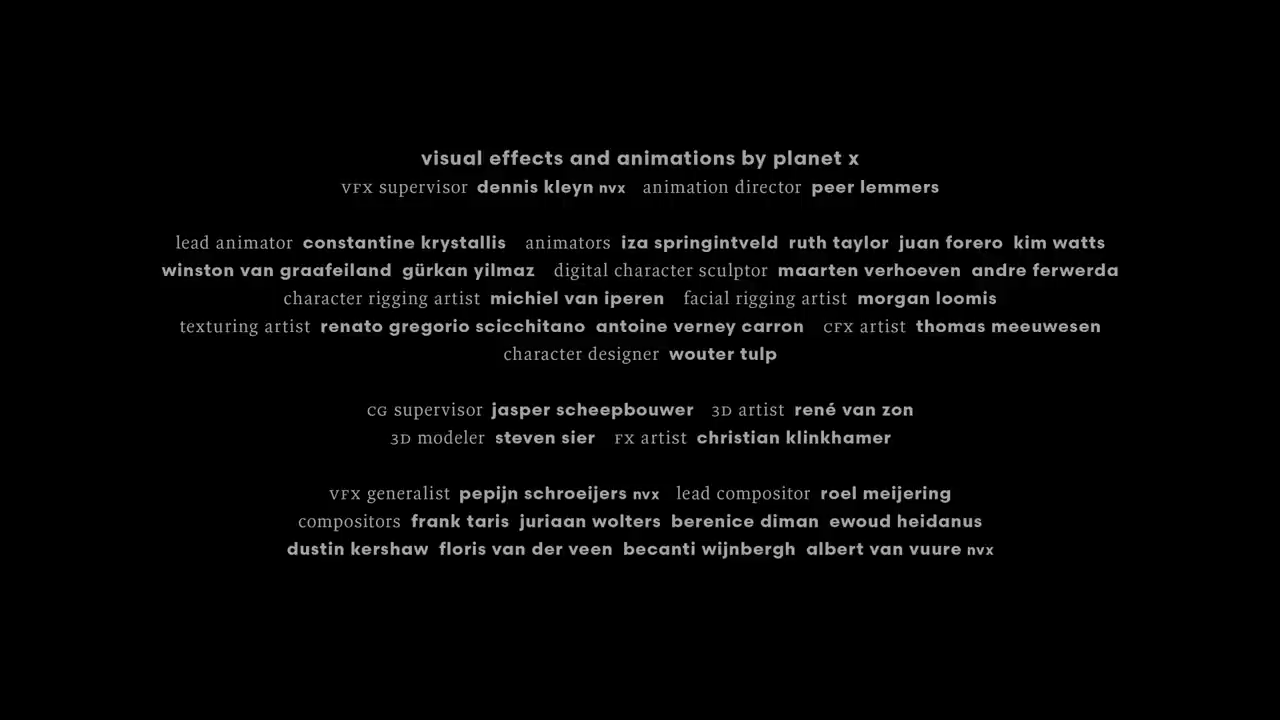 visual effects and animations by planet x
VFX supervisor dennis kleyn nvx animation director peer lemmers
lead animator constantine krystallis animators iza springintveld ruth taylor juan forero kim watts
winston van graafeiland gürkan yilmaz digital character sculptor maarten verhoeven andre ferwerda
character rigging artist michiel van iperen facial rigging artist morgan loomis
texturing artist renato gregorio scicchitano antoine verney carron CFX artist thomas meeuwesen
character designer wouter tulp
CG supervisor jasper scheepbouwer 3D artist rené van zon
3D modeler steven sier FX artist christian klinkhamer
VFX generalist pepijn schroeijers nvx lead compositor roel meijering
compositors frank taris juriaan wolters berenice diman ewoud heidanus
dustin kershaw floris van der veen becanti wijnbergh albert van vuure nvx